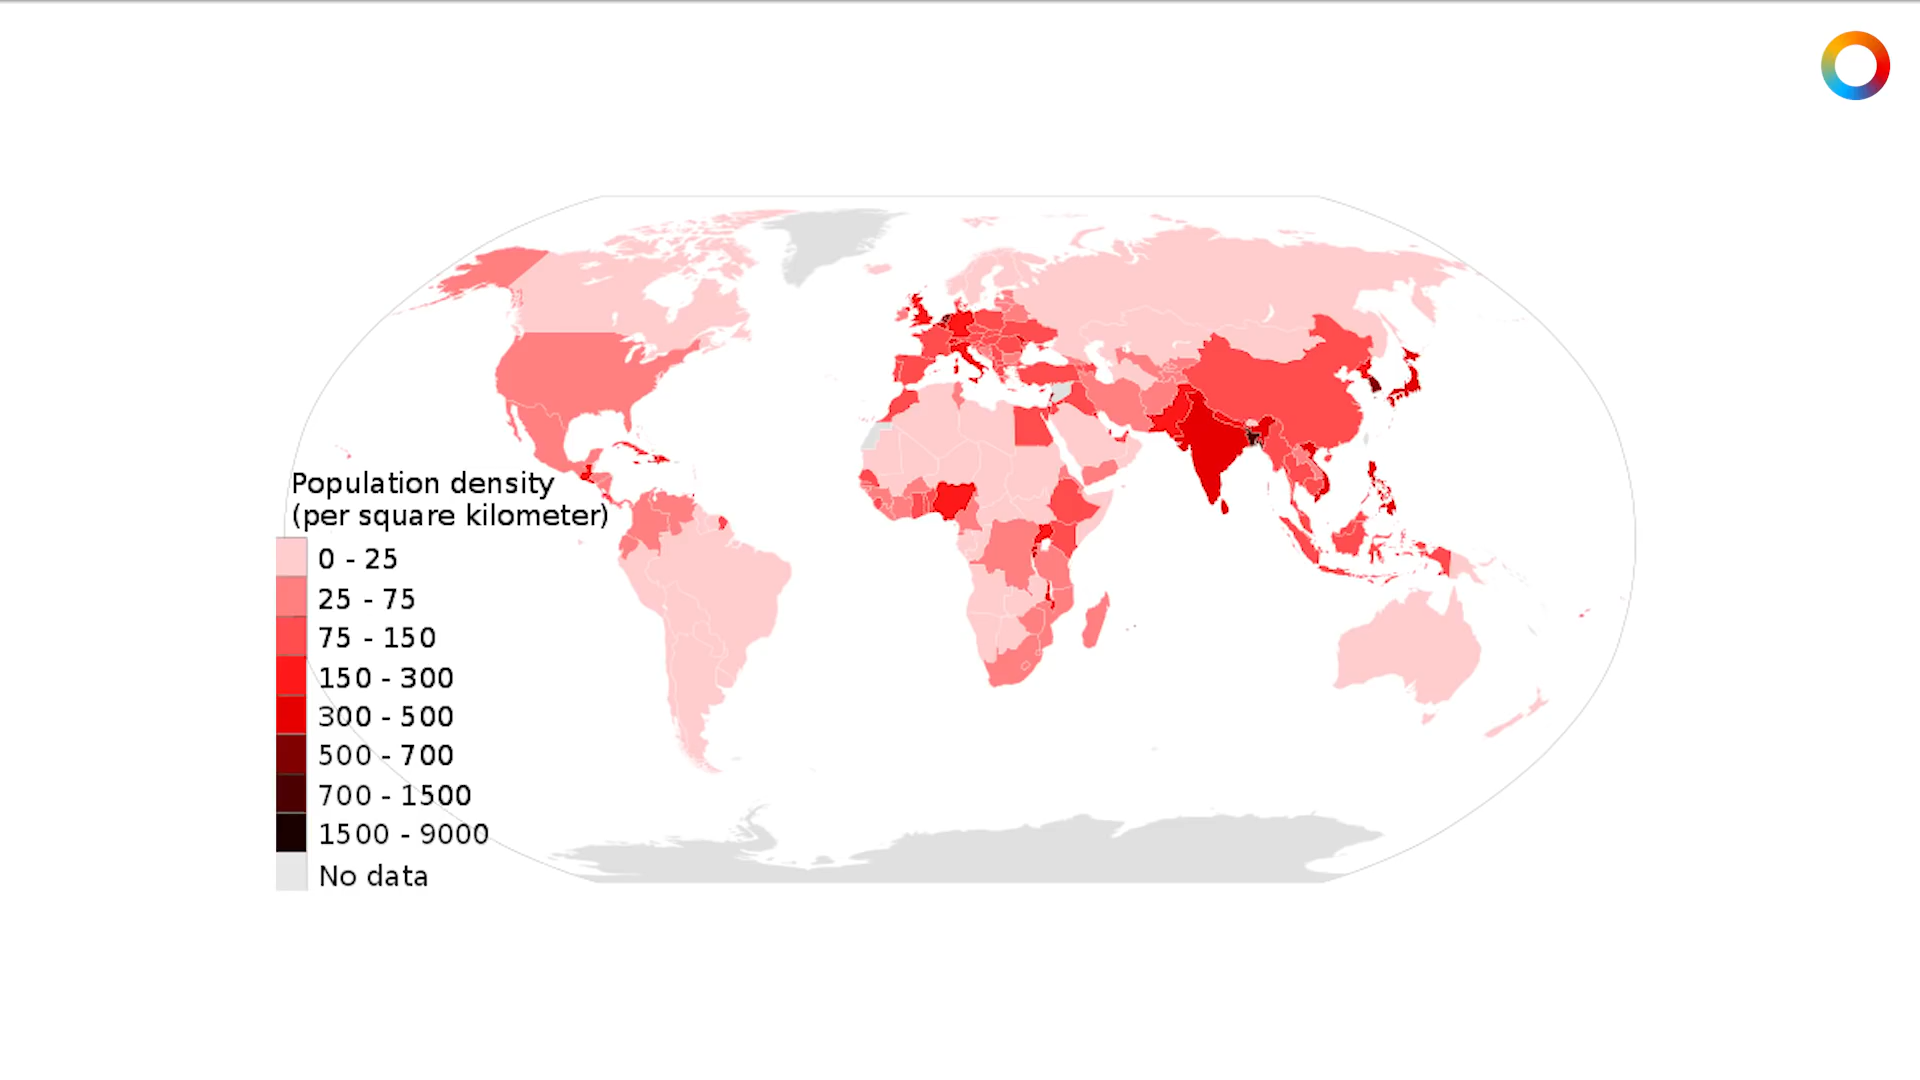 Population density
(per square kilometer)
0 - 25
25 - 75
75 - 150
150 - 300
300 - 500
500 - 700
700 - 1500
1500 - 9000
No data